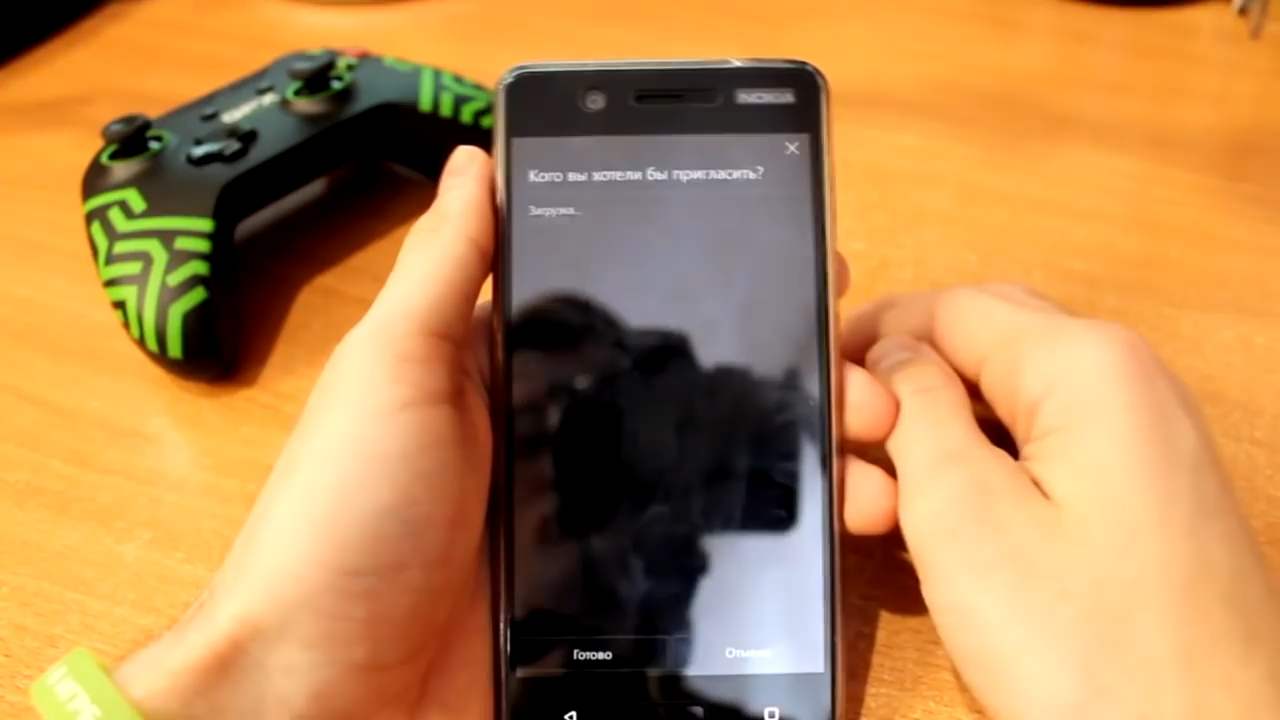 NOKIA
Кого вы хотели бы пригласить?
Загрузка...
Готово
Отмена